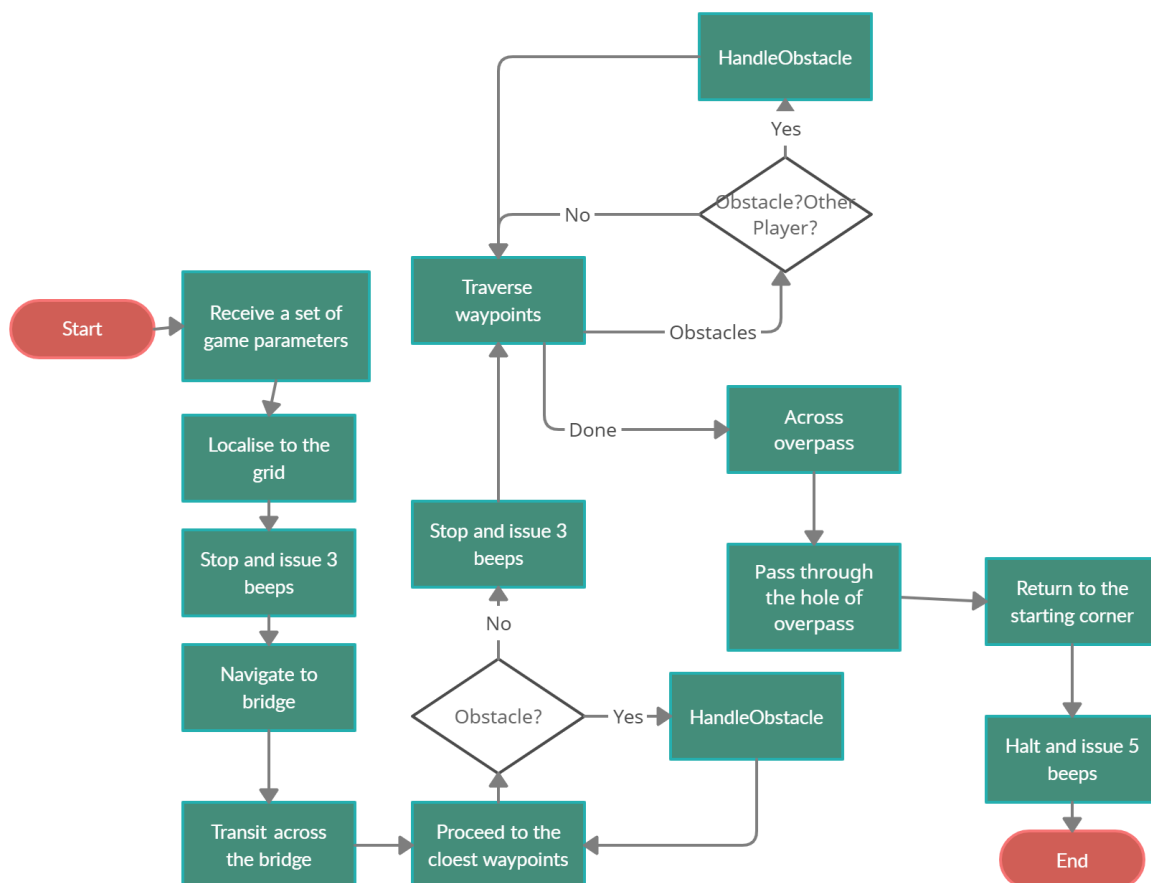 HandleObstacle
Yes
Obstacle?Other
Player?
No
Traverse
waypoints
Obstacles
Start
Receive a set of
game parameters
Localise to the
grid
Stop and issue 3
beeps
Navigate to
bridge
Transit across
the bridge
Proceed to the
cloest waypoints
Obstacle?
Yes
HandleObstacle
No
Stop and issue 3
beeps
Done
Across
overpass
Pass through
the hole of
overpass
Return to the
starting corner
Halt and issue 5
beeps
End